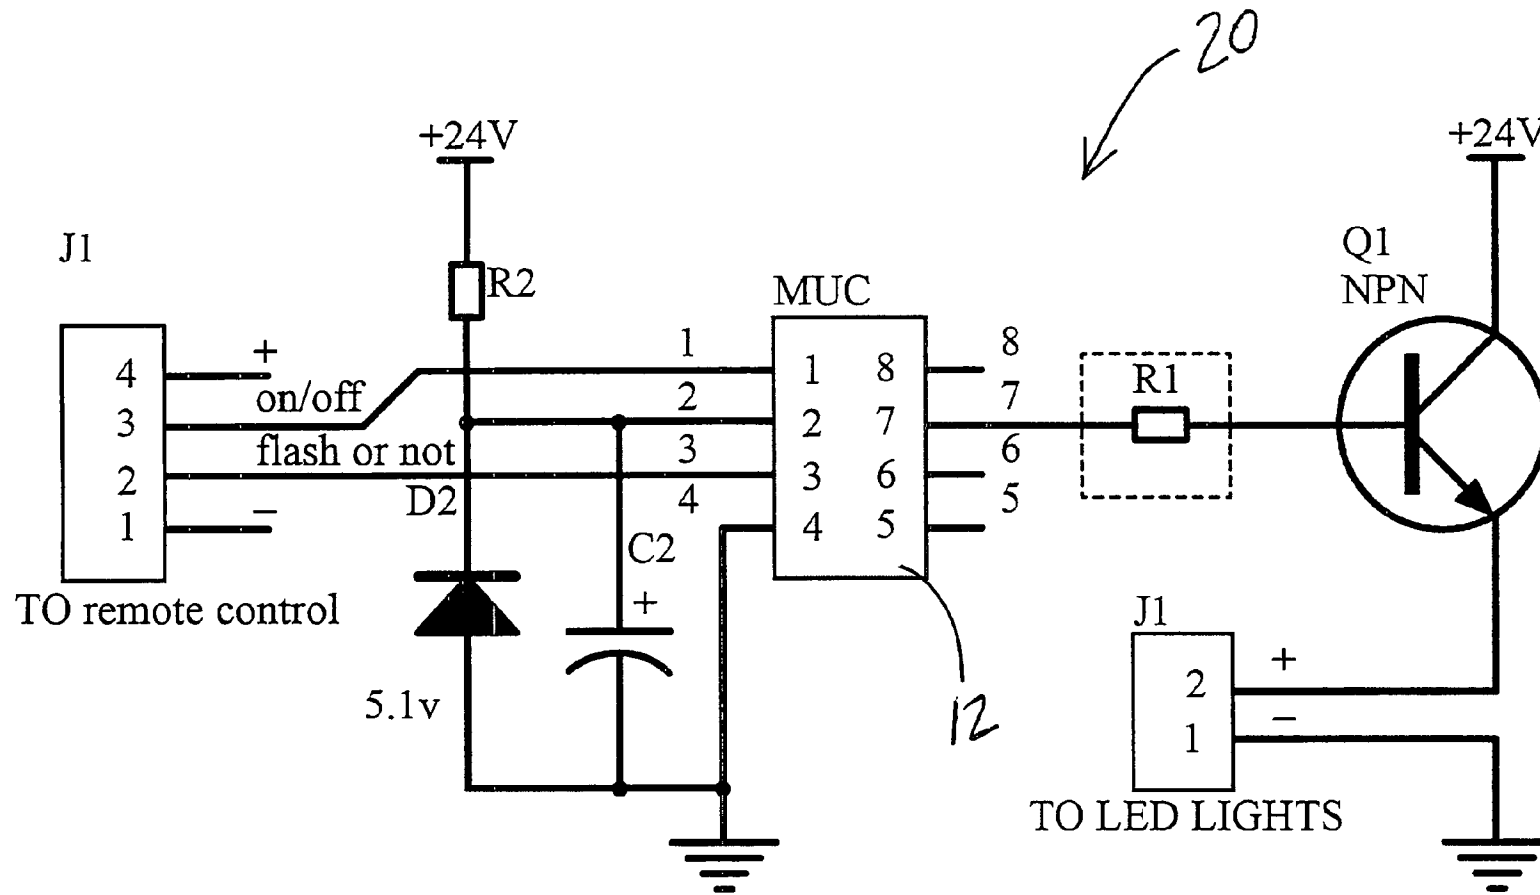 20
+24V
+24V
J1
Q1
NPN
R2
MUC
4
+
1
1
8
8
R1
on/off
3
2
2
7
7
flash or not
3
3
6
6
2
D2
4
4
5
5
1
−
C2
+
TO remote control
5.1v
12
J1
2
+
1
−
TO LED LIGHTS